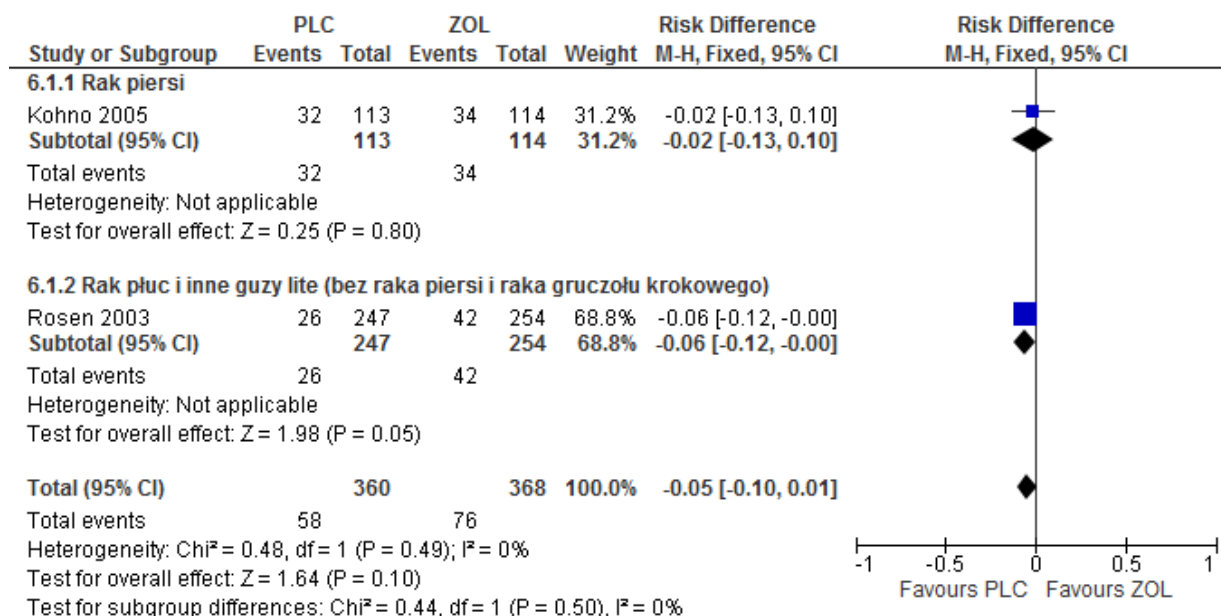 PLC ZOL Risk Difference Risk Difference
Study or Subgroup Events Total Events Total Weight M-H, Fixed, 95% CI M-H, Fixed, 95% CI
6.1.1 Rak piersi
Kohno 2005 32 113 34 114 31.2% -0.02 [-0.13, 0.10]
Subtotal (95% CI) 113 114 31.2% -0.02 [-0.13, 0.10]
Total events 32 34
Heterogeneity: Not applicable
Test for overall effect: Z = 0.25 (P = 0.80)
6.1.2 Rak płuc i inne guzy lite (bez raka piersi i raka gruczołu krokowego)
Rosen 2003 26 247 42 254 68.8% -0.06 [-0.12, -0.00]
Subtotal (95% CI) 247 254 68.8% -0.06 [-0.12, -0.00]
Total events 26 42
Heterogeneity: Not applicable
Test for overall effect: Z = 1.98 (P = 0.05)
Total (95% CI) 360 368 100.0% -0.05 [-0.10, 0.01]
Total events 58 76
Heterogeneity: Chi² = 0.48, df = 1 (P = 0.49); I² = 0%
Test for overall effect: Z = 1.64 (P = 0.10)
Test for subgroup differences: Chi² = 0.44, df = 1 (P = 0.50), I² = 0%
-1 -0.5 0 0.5 1
Favours PLC Favours ZOL